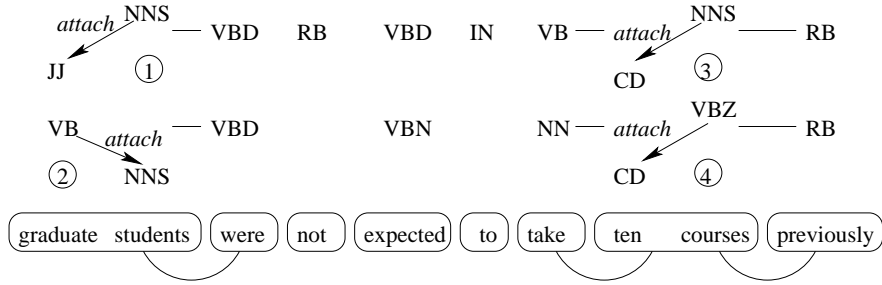 NNS NNS
attach attach
VBD RB VBD IN VB RB
JJ 1 CD 3
VBZ
VB attach VBD VBN NN attach RB
2 NNS CD 4
graduate students were not expected to take ten courses previously